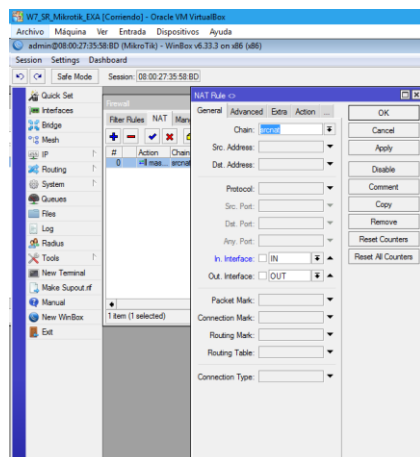 W7_SR_Mikrotik_EXA [Corriendo] - Oracle VM VirtualBox
Archivo Máquina Ver Entrada Dispositivos Ayuda
admin@08:00:27:35:58:BD (MikroTik) - WinBox v6.33.3 on x86 (x86)
Session Settings Dashboard
Safe Mode Session: 08:00:27:35:58:BD
Quick Set
Interfaces
Bridge
Mesh
IP
Routing
System
Queues
Files
Log
Radius
Tools
New Terminal
Make Supout.rif
Manual
New WinBox
Exit
Firewall
Filter Rules NAT
# Action Chain
0 mas... srcnat
1 item (1 selected)
NAT Rule
General Advanced Extra Action ...
Chain: srcnat
Src. Address:
Dst. Address:
Protocol:
Src. Port:
Dst. Port:
Any. Port:
In. Interface: IN
Out. Interface: OUT
Packet Mark:
Connection Mark:
Routing Mark:
Routing Table:
Connection Type:
OK
Cancel
Apply
Disable
Comment
Copy
Remove
Reset Counters
Reset All Counters